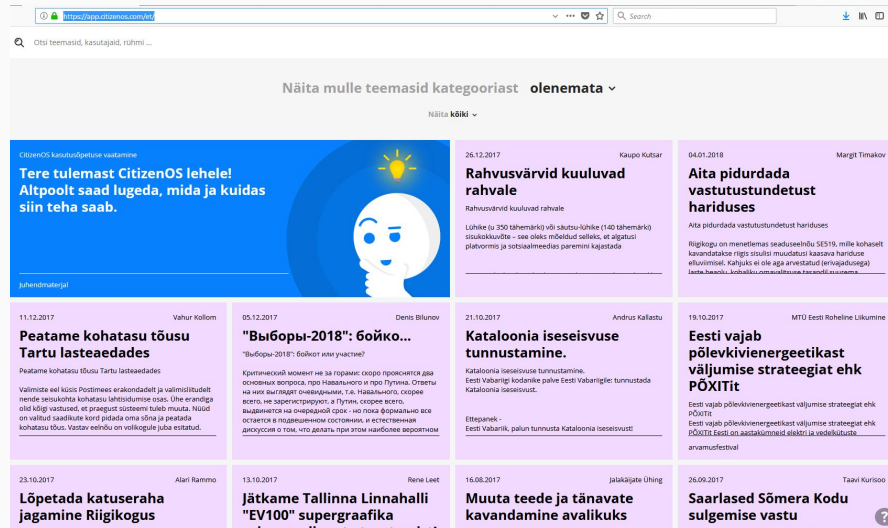 https://app.citizenos.com/et/
Search
Otsi teemasid, kasutajaid, rühmi ...
Näita mulle teemasid kategooriast olenemata
Näita kõiki
CitizenOS kasutusõpetuse vaatamine
Tere tulemast CitizenOS lehele!
Altpoolt saad lugeda, mida ja kuidas
siin teha saab.
Juhendmaterjal
26.12.2017 Kaupo Kutsar
Rahvusvärvid kuuluvad
rahvale
Rahvusvärvid kuuluvad rahvale
Lühike (u 350 tähemärki) või säutsu-lühike (140 tähemärki)
sisukokkuvõte – see oleks mõeldud selleks, et algatusi
platvormis ja sotsiaalmeedias paremini kajastada
04.01.2018 Margit Timakov
Aita pidurdada
vastutustundetust
hariduses
Aita pidurdada vastutustundetust hariduses
Riigikogu on menetlemas seaduseelnõu SE519, mille kohaselt
kavandatakse riigis sisulisi muudatusi kaasava hariduse
elluviimisel. Kahjuks ei ole aga arvestatud (erivajadusega)
laste heaolu, kohaliku omavalitsuse tasandil suurema
11.12.2017 Vahur Kollom
Peatame kohatasu tõusu
Tartu lasteaedades
Peatame kohatasu tõusu Tartu lasteaedades
Valimiste eel küsis Postimees erakondadelt ja valimisliitudelt
nende seisukohta kohatasu lahtisidumise osas. Ühe erandiga
olid kõigi vastused, et praegust süsteemi tuleb muuta. Nüüd
on valitud saadikute kord pidada oma sõna ja peatada
kohatasu tõus. Vastav eelnõu on volikogule juba esitatud.
05.12.2017 Denis Bilunov
"Выборы-2018": бойко...
"Выборы-2018": бойкот или участие?
Критический момент не за горами: скоро прояснятся два
основных вопроса, про Навального и про Путина. Ответы
на них выглядят очевидными, т.е. Навального, скорее
всего, не зарегистрируют, а Путин, скорее всего,
выдвинется на очередной срок - но пока формально все
остается в подвешенном состоянии, и естественная
дискуссия о том, что делать при этом наиболее вероятном
21.10.2017 Andrus Kallastu
Kataloonia iseseisvuse
tunnustamine.
Kataloonia iseseisvuse tunnustamine.
Eesti Vabariigi kodanike palve Eesti Vabariigile: tunnustada
Kataloonia iseseisvust.
Ettepanek -
Eesti Vabariik, palun tunnusta Kataloonia iseseisvust!
19.10.2017 MTÜ Eesti Roheline Liikumine
Eesti vajab
põlevkivienergeetikast
väljumise strateegiat ehk
PÕXITit
Eesti vajab põlevkivienergeetikast väljumise strateegiat ehk
PÕXITit
Eesti vajab põlevkivienergeetikast väljumise strateegiat ehk
PÕXITit Eesti on aastakümneid elektri ja vedelkütuste
arvamusfestival
23.10.2017 Alari Rammo
Lõpetada katuseraha
jagamine Riigikogus
13.10.2017 Rene Leet
Jätkame Tallinna Linnahalli
"EV100" supergraafika
16.08.2017 Jalakäijate Ühing
Muuta teede ja tänavate
kavandamine avalikuks
26.09.2017 Taavi Kurisoo
Saarlased Sõmera Kodu
sulgemise vastu
?